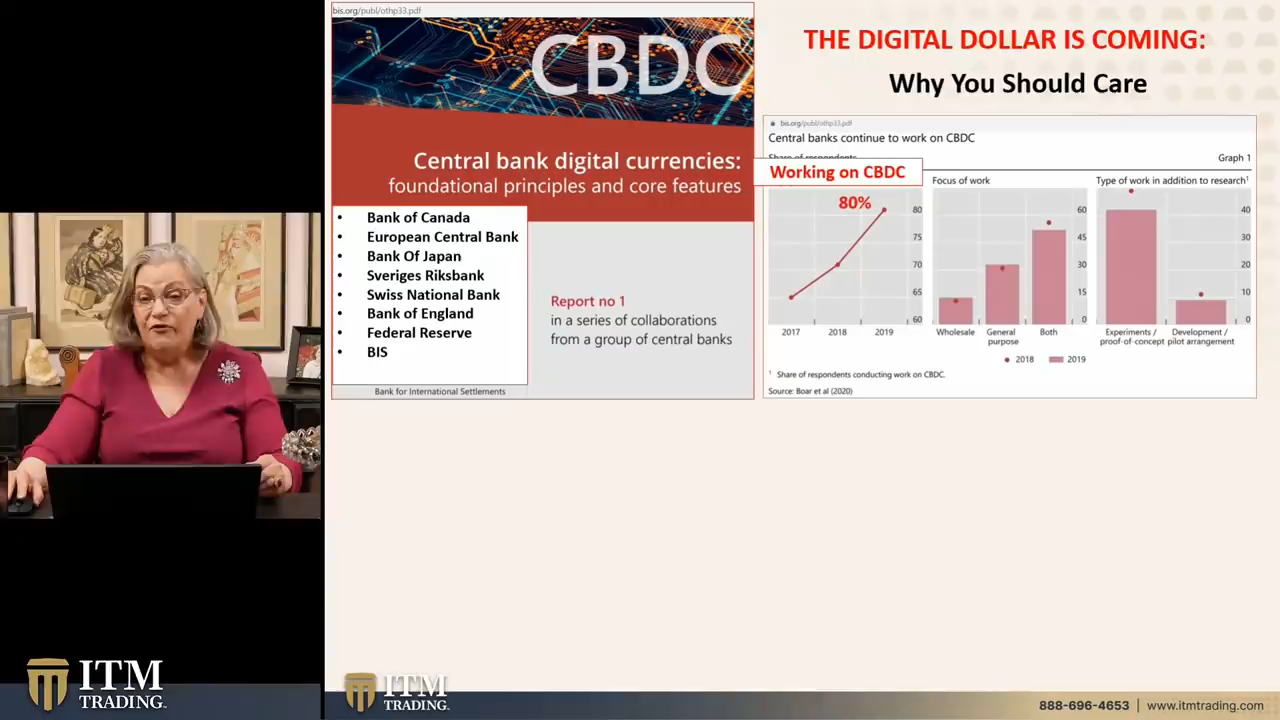 bis.org/publ/othp33.pdf
CBDC
Central bank digital currencies:
foundational principles and core features
• Bank of Canada
• European Central Bank
• Bank Of Japan
• Sveriges Riksbank
• Swiss National Bank
• Bank of England
• Federal Reserve
• BIS
Report no 1
in a series of collaborations
from a group of central banks
Bank for International Settlements
THE DIGITAL DOLLAR IS COMING:
Why You Should Care
bis.org/publ/othp33.pdf
Central banks continue to work on CBDC
Share of respondents
Graph 1
Working on CBDC
Focus of work
Type of work in addition to research¹
80%
80
75
70
65
60
2017 2018 2019
60
45
30
15
0
Wholesale General purpose Both
40
30
20
10
0
Experiments / proof-of-concept Development / pilot arrangement
2018 2019
¹ Share of respondents conducting work on CBDC.
Source: Boar et al (2020)
ITM
TRADING
ITM
TRADING
888-696-4653 | www.itmtrading.com